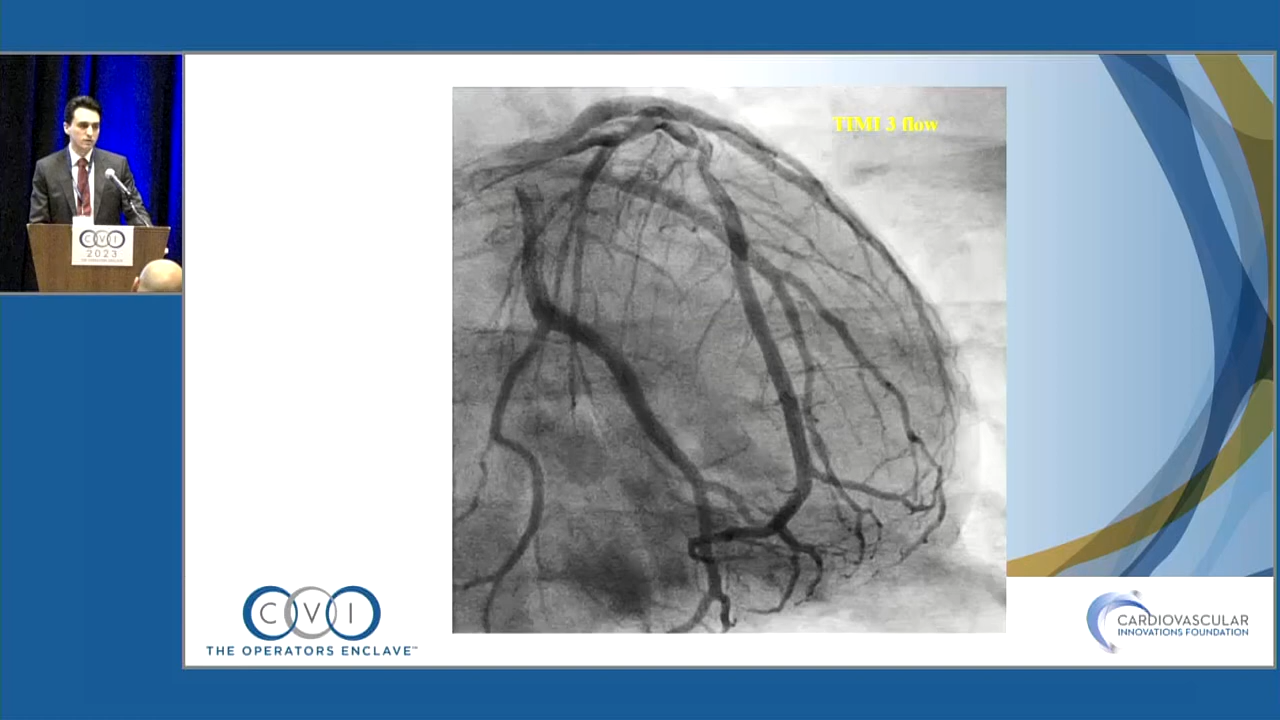 CVI
2023
TIMI 3 flow
CVI
THE OPERATORS ENCLAVE™
CARDIOVASCULAR
INNOVATIONS FOUNDATION